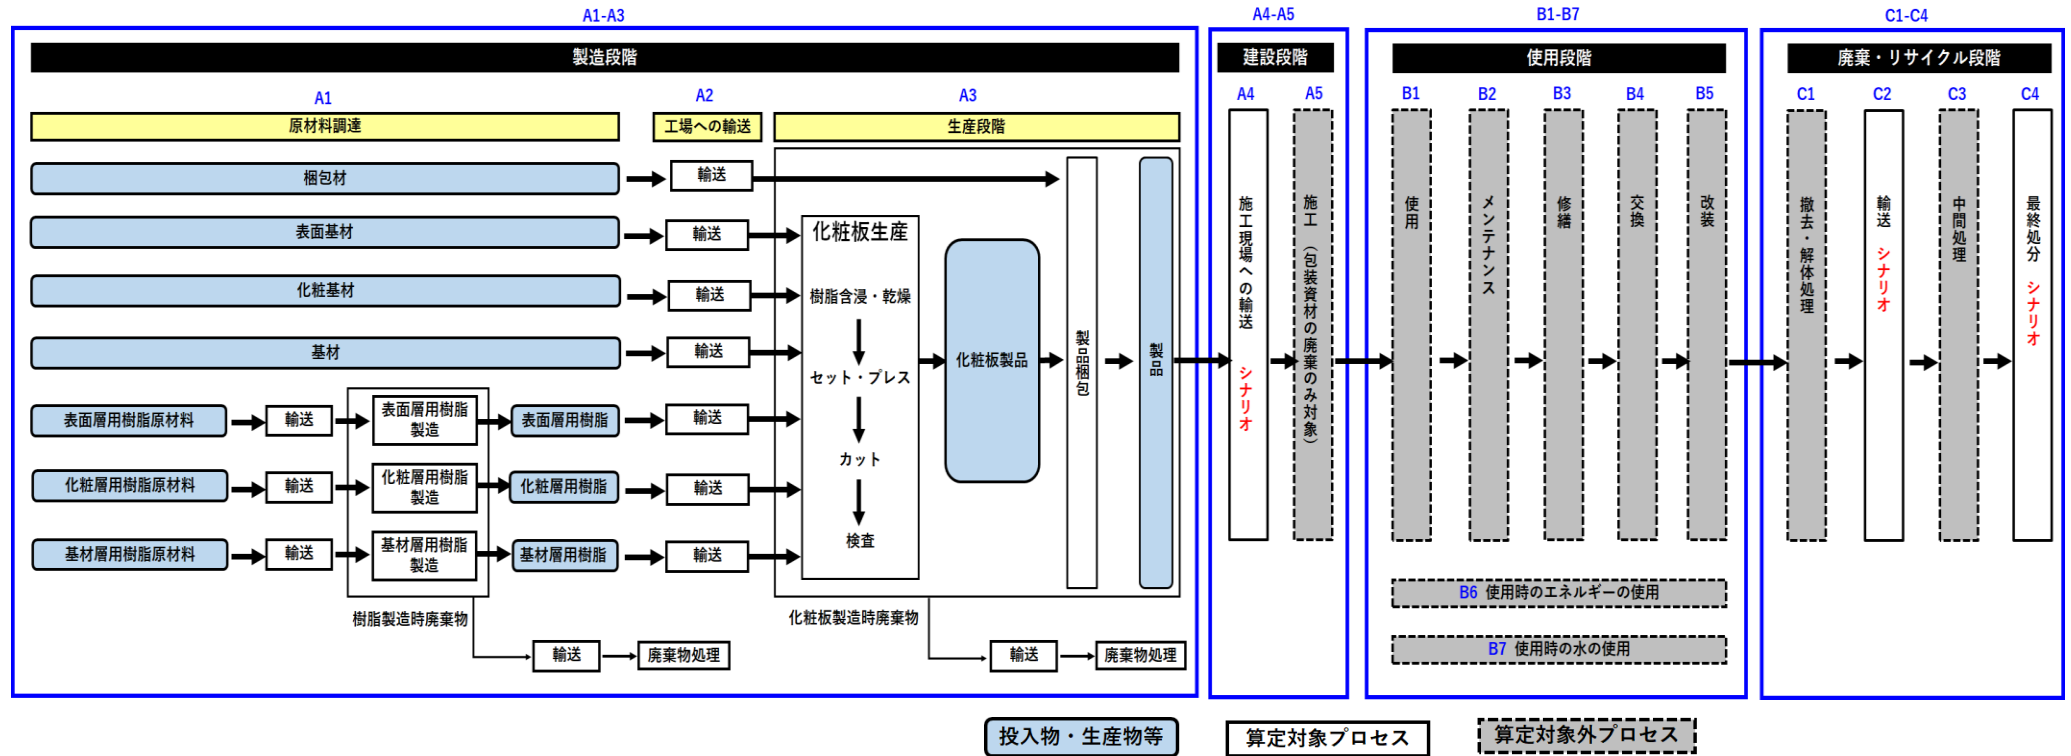 A1-A3
A4-A5
B1-B7
C1-C4
製造段階
建設段階
使用段階
廃棄・リサイクル段階
A1
A2
A3
A4
A5
B1
B2
B3
B4
B5
C1
C2
C3
C4
原材料調達
工場への輸送
生産段階
梱包材
輸送
表面基材
輸送
化粧基材
輸送
基材
輸送
表面層用樹脂原材料
輸送
表面層用樹脂
製造
表面層用樹脂
輸送
化粧層用樹脂原材料
輸送
化粧層用樹脂
製造
化粧層用樹脂
輸送
基材層用樹脂原材料
輸送
基材層用樹脂
製造
基材層用樹脂
輸送
樹脂製造時廃棄物
輸送
廃棄物処理
化粧板生産
樹脂含浸・乾燥
セット・プレス
カット
検査
化粧板製品
製品梱包
製品
化粧板製造時廃棄物
輸送
廃棄物処理
施工現場への輸送 シナリオ
施工（包装資材の廃棄のみ対象）
使用
メンテナンス
修繕
交換
改装
B6 使用時のエネルギーの使用
B7 使用時の水の使用
撤去・解体処理
輸送 シナリオ
中間処理
最終処分 シナリオ
投入物・生産物等
算定対象プロセス
算定対象外プロセス